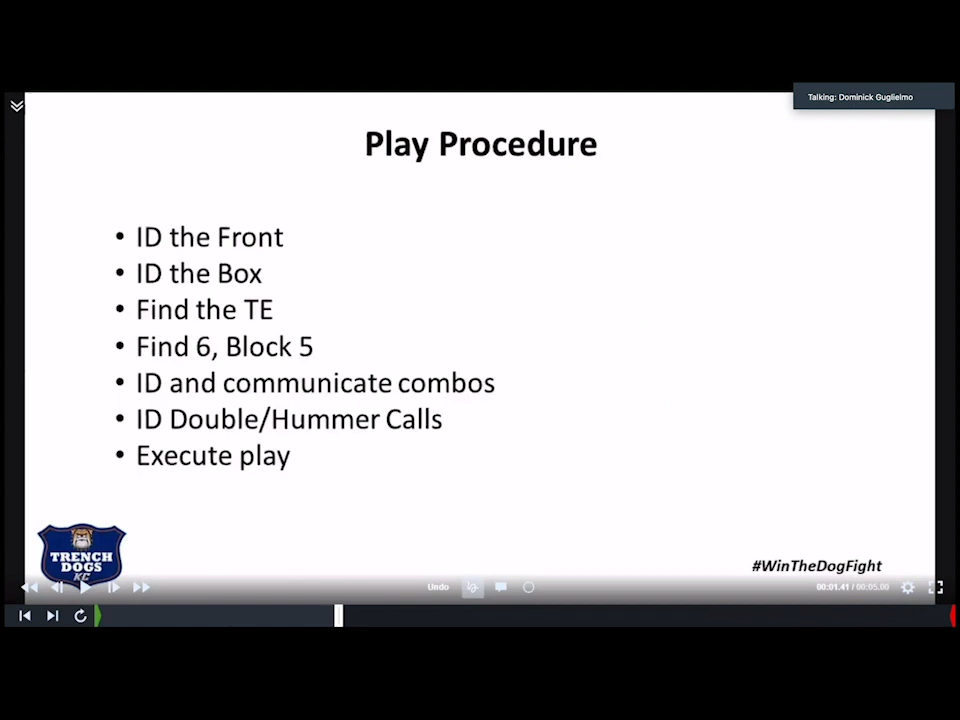 Talking: Dominick Guglielmo
Play Procedure
• ID the Front
• ID the Box
• Find the TE
• Find 6, Block 5
• ID and communicate combos
• ID Double/Hummer Calls
• Execute play
TRENCH
DOGS
KC
#WinTheDogFight
Undo
00:01.41 / 00:05.00